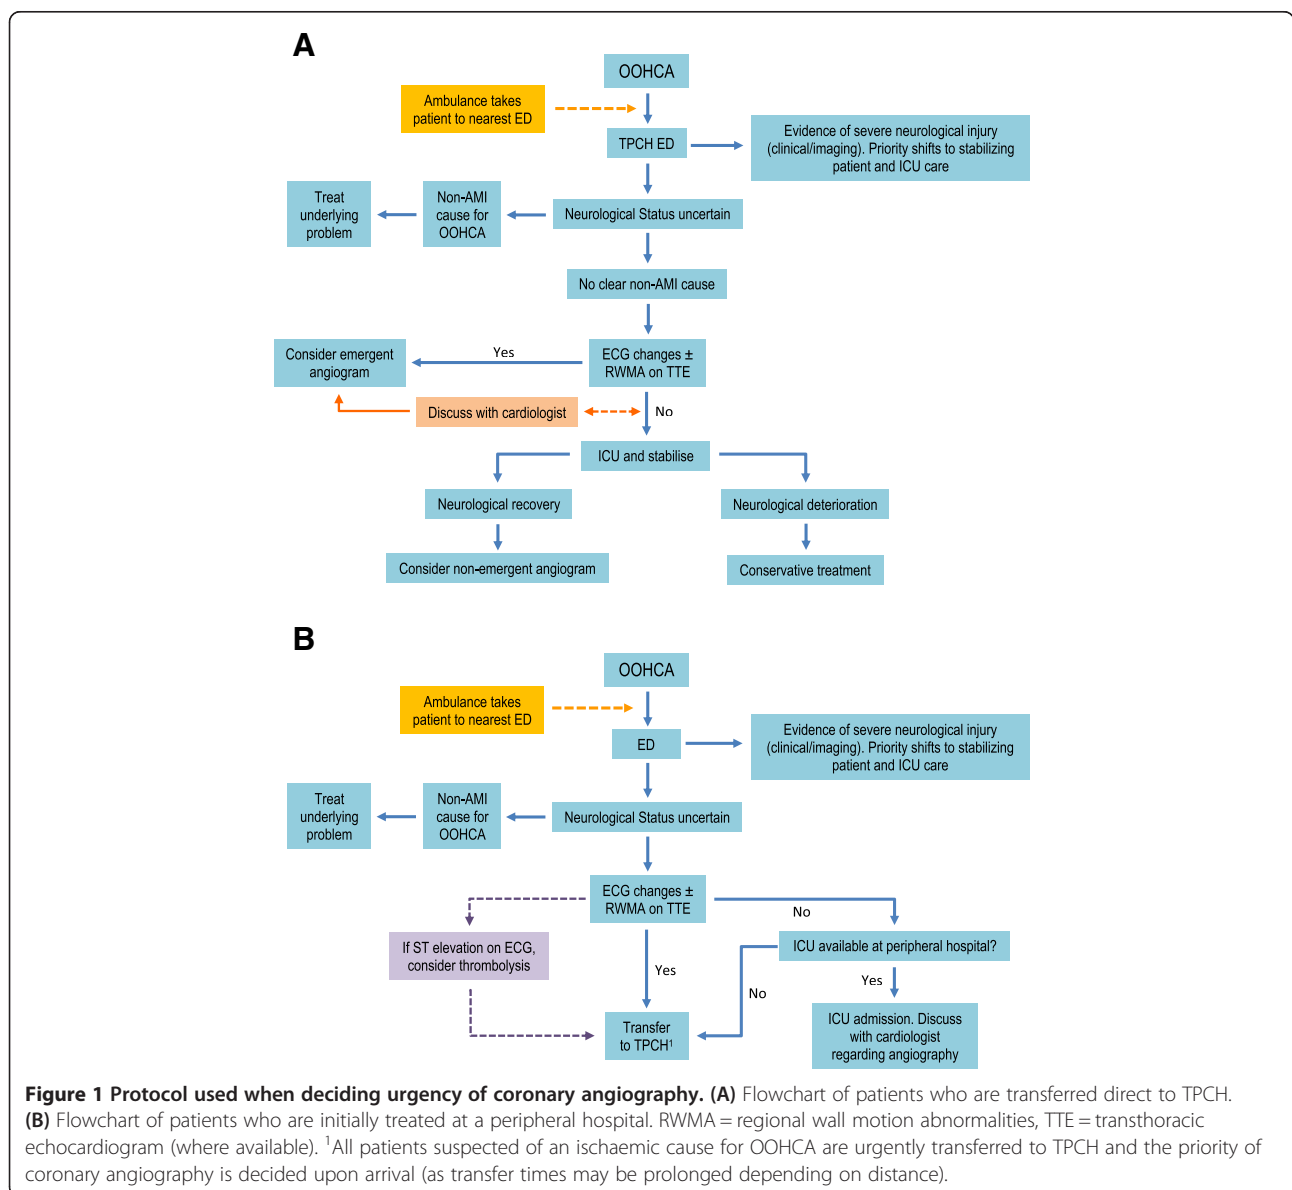 A
OOHCA
Ambulance takes
patient to nearest ED
TPCH ED
Evidence of severe neurological injury
(clinical/imaging). Priority shifts to stabilizing
patient and ICU care
Treat
underlying
problem
Non-AMI
cause for
OOHCA
Neurological Status uncertain
No clear non-AMI cause
Consider emergent
angiogram
Yes
ECG changes ±
RWMA on TTE
Discuss with cardiologist
No
ICU and stabilise
Neurological recovery
Neurological deterioration
Consider non-emergent angiogram
Conservative treatment
B
OOHCA
Ambulance takes
patient to nearest ED
ED
Evidence of severe neurological injury
(clinical/imaging). Priority shifts to stabilizing
patient and ICU care
Treat
underlying
problem
Non-AMI
cause for
OOHCA
Neurological Status uncertain
ECG changes ±
RWMA on TTE
No
If ST elevation on ECG,
consider thrombolysis
ICU available at peripheral hospital?
Yes
No
Yes
Transfer
to TPCH¹
ICU admission. Discuss
with cardiologist
regarding angiography
Figure 1 Protocol used when deciding urgency of coronary angiography. (A) Flowchart of patients who are transferred direct to TPCH.
(B) Flowchart of patients who are initially treated at a peripheral hospital. RWMA = regional wall motion abnormalities, TTE = transthoracic
echocardiogram (where available). ¹All patients suspected of an ischaemic cause for OOHCA are urgently transferred to TPCH and the priority of
coronary angiography is decided upon arrival (as transfer times may be prolonged depending on distance).